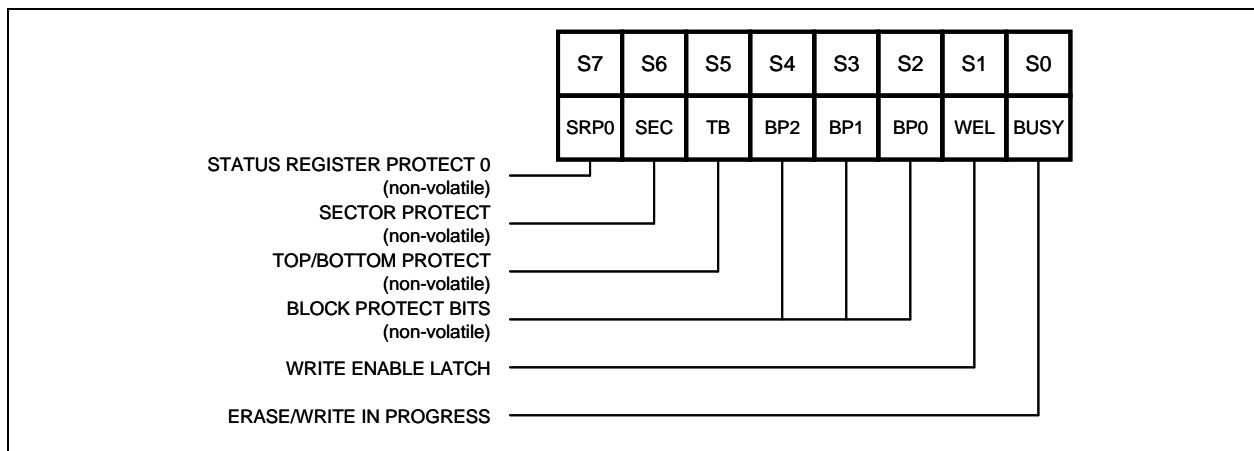 S7 S6 S5 S4 S3 S2 S1 S0
SRP0 SEC TB BP2 BP1 BP0 WEL BUSY
STATUS REGISTER PROTECT 0
(non-volatile)
SECTOR PROTECT
(non-volatile)
TOP/BOTTOM PROTECT
(non-volatile)
BLOCK PROTECT BITS
(non-volatile)
WRITE ENABLE LATCH
ERASE/WRITE IN PROGRESS